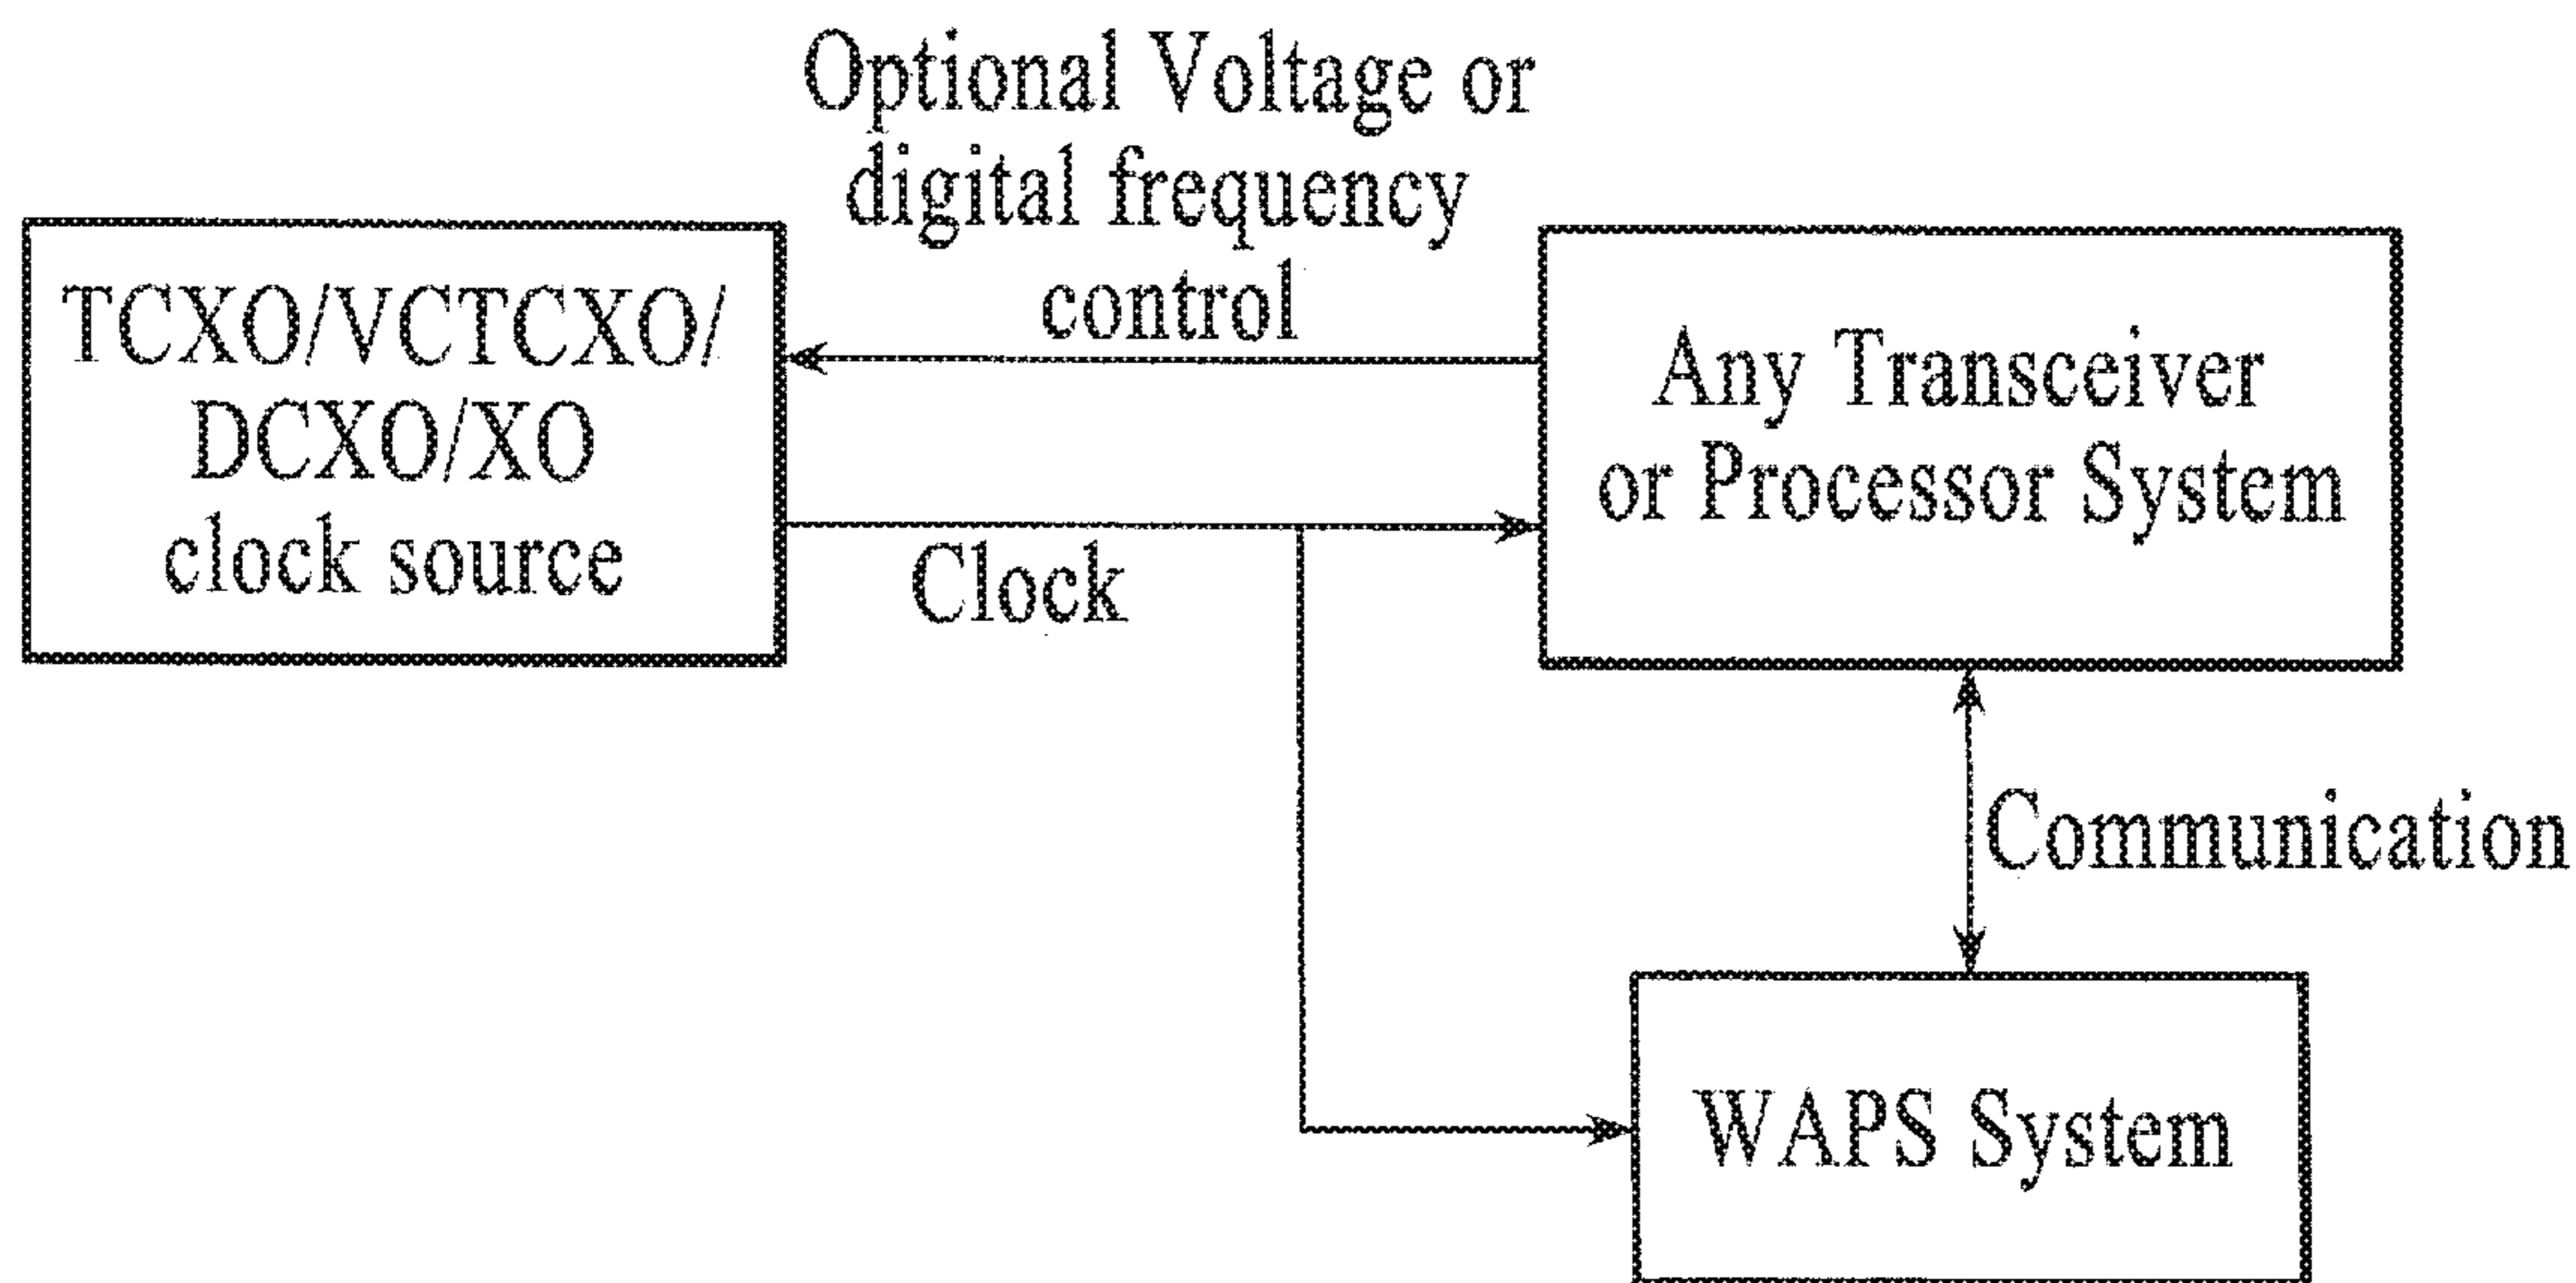 Optional Voltage or
digital frequency
control
TCXO/VCTCXO/
DCXO/XO
clock source
Any Transceiver
or Processor System
Clock
Communication
WAPS System